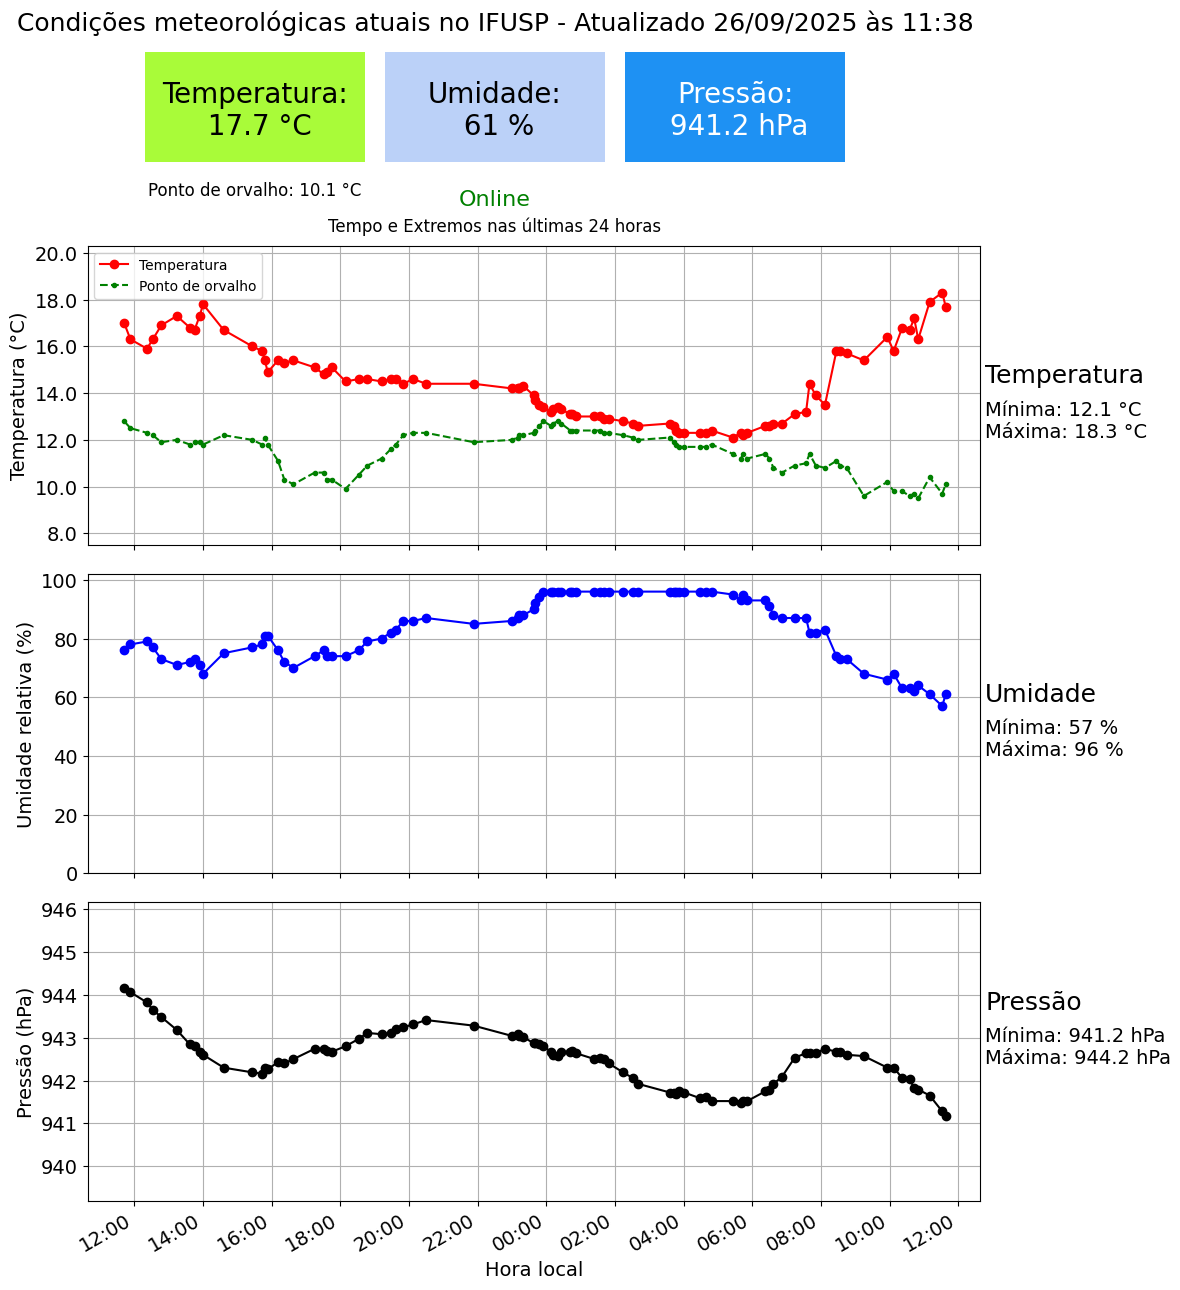 Condições meteorológicas atuais no IFUSP - Atualizado 26/09/2025 às 11:38
Temperatura:
17.7 °C
Umidade:
61 %
Pressão:
941.2 hPa
Ponto de orvalho: 10.1 °C
Online
Tempo e Extremos nas últimas 24 horas
Temperatura (°C)
20.0
18.0
16.0
14.0
12.0
10.0
8.0
Temperatura
Ponto de orvalho
Temperatura
Mínima: 12.1 °C
Máxima: 18.3 °C
Umidade relativa (%)
100
80
60
40
20
0
Umidade
Mínima: 57 %
Máxima: 96 %
Pressão (hPa)
946
945
944
943
942
941
940
Pressão
Mínima: 941.2 hPa
Máxima: 944.2 hPa
12:00
14:00
16:00
18:00
20:00
22:00
00:00
02:00
04:00
06:00
08:00
10:00
12:00
Hora local